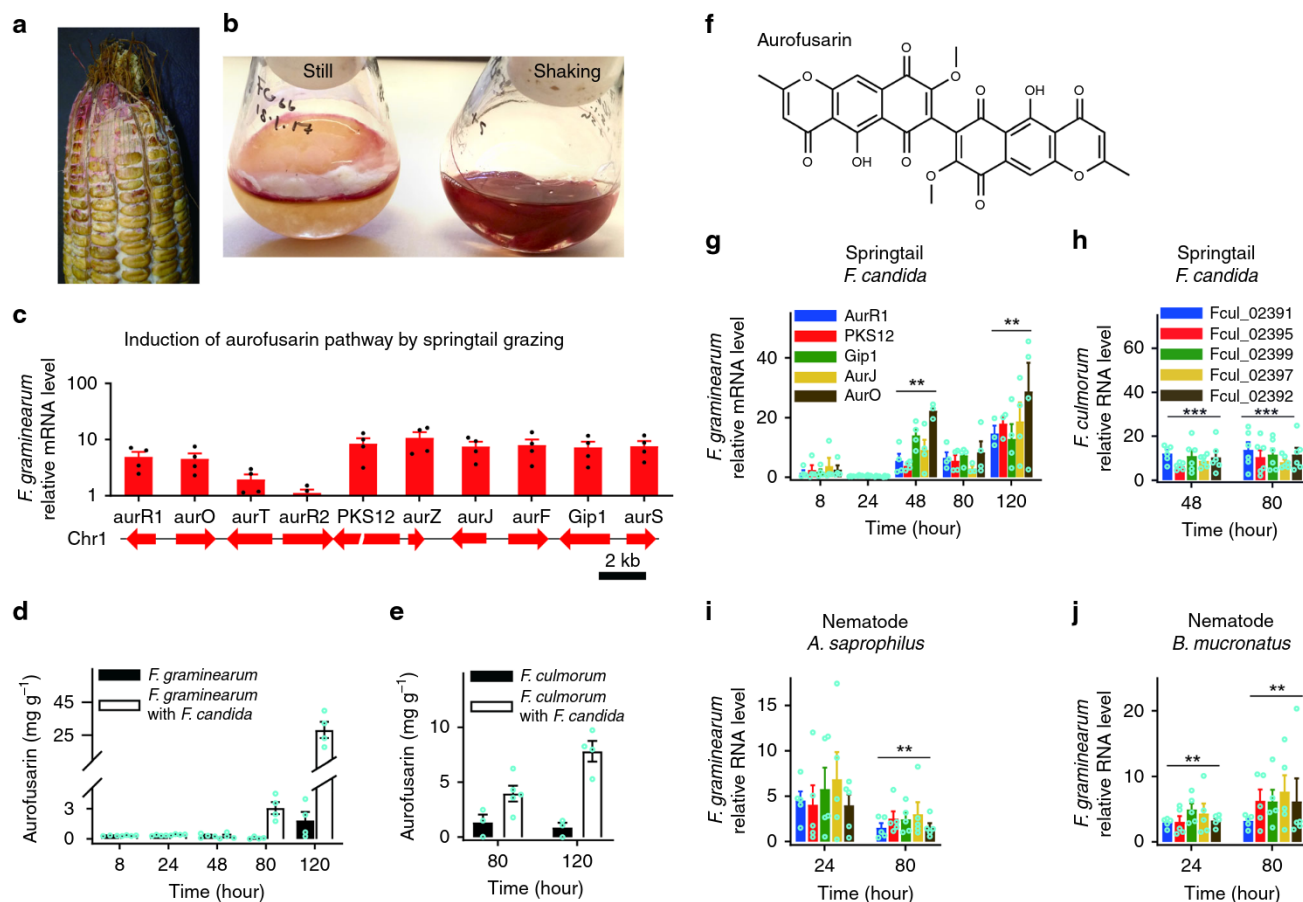 a
b
Still
Shaking
FG66
18.1.17
c
Induction of aurofusarin pathway by springtail grazing
F. graminearum
relative mRNA level
100
10
1
aurR1 aurO aurT aurR2 PKS12 aurZ aurJ aurF Gip1 aurS
Chr1
2 kb
d
Aurofusarin (mg g⁻¹)
F. graminearum
F. graminearum
with F. candida
45
25
3
0
8 24 48 80 120
Time (hour)
e
Aurofusarin (mg g⁻¹)
F. culmorum
F. culmorum
with F. candida
10
5
0
80 120
Time (hour)
f
Aurofusarin
O O O O OH O
O OH O O O O
O
g
Springtail
F. candida
F. graminearum
relative mRNA level
AurR1
PKS12
Gip1
AurJ
AurO
**
**
40
20
0
8 24 48 80 120
Time (hour)
h
Springtail
F. candida
F. culmorum
relative RNA level
Fcul_02391
Fcul_02395
Fcul_02399
Fcul_02397
Fcul_02392
*** ***
60
40
20
0
48 80
Time (hour)
i
Nematode
A. saprophilus
F. graminearum
relative RNA level
15
10
5
0
**
24 80
Time (hour)
j
Nematode
B. mucronatus
F. graminearum
relative RNA level
20
10
0
**
**
24 80
Time (hour)